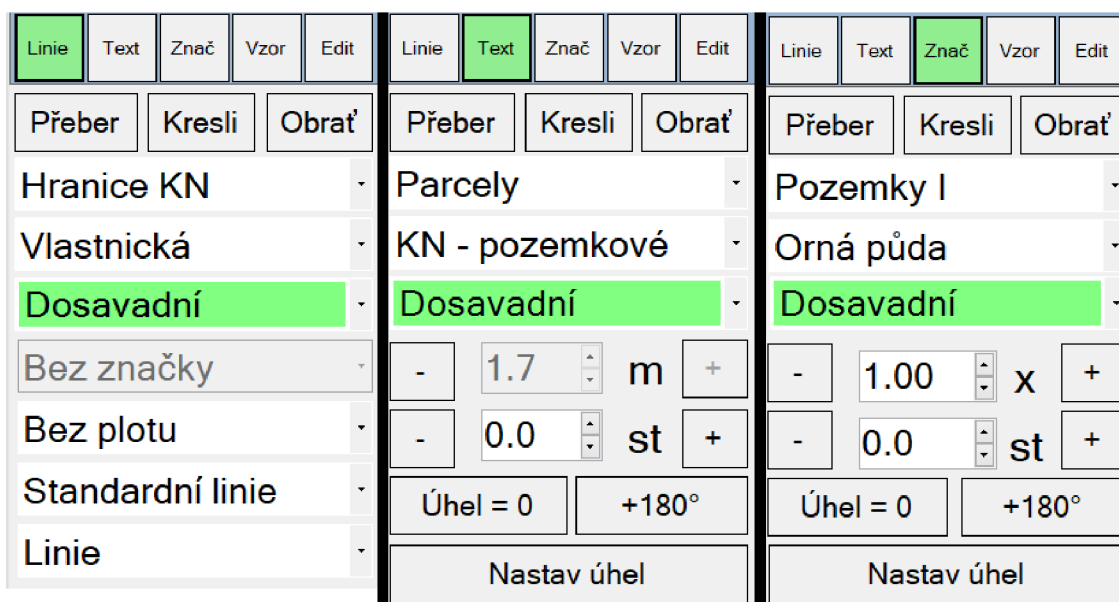 Linie Text Znač Vzor Edit
Přeber Kresli Obrať
Hranice KN
Vlastnická
Dosavadní
Bez značky
Bez plotu
Standardní linie
Linie
Linie Text Znač Vzor Edit
Přeber Kresli Obrať
Parcely
KN - pozemkové
Dosavadní
- 1.7 m +
- 0.0 st +
Úhel = 0 +180°
Nastav úhel
Linie Text Znač Vzor Edit
Přeber Kresli Obrať
Pozemky I
Orná půda
Dosavadní
- 1.00 x +
- 0.0 st +
Úhel = 0 +180°
Nastav úhel